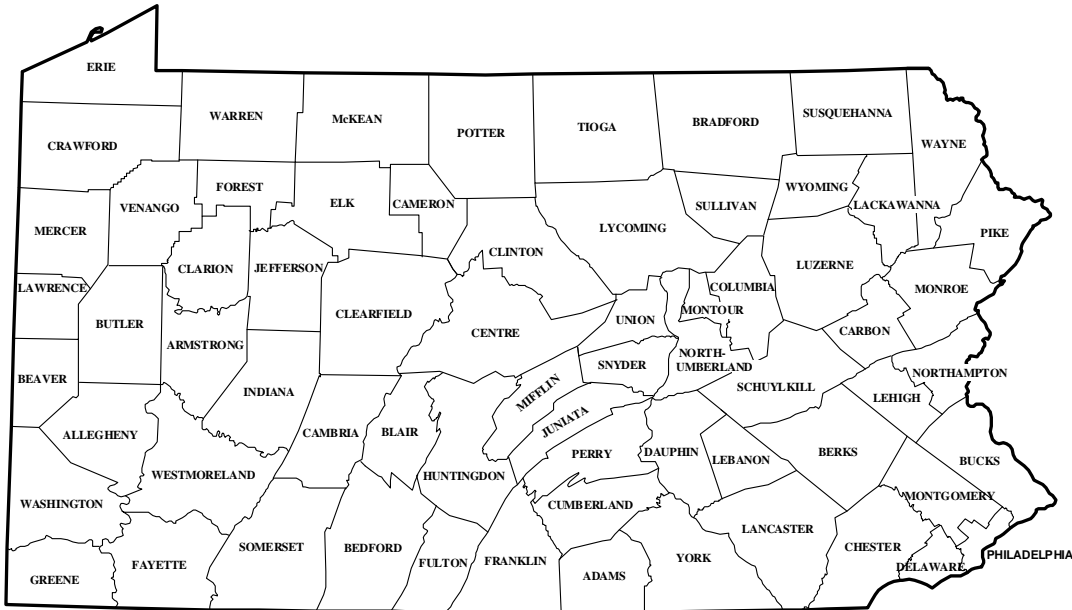 ERIE
WARREN
McKEAN
POTTER
TIOGA
BRADFORD
SUSQUEHANNA
WAYNE
CRAWFORD
FOREST
ELK
CAMERON
VENANGO
SULLIVAN
WYOMING
LACKAWANNA
MERCER
LYCOMING
PIKE
CLINTON
CLARION
JEFFERSON
LUZERNE
LAWRENCE
COLUMBIA
MONROE
BUTLER
CLEARFIELD
MONTOUR
UNION
CENTRE
CARBON
ARMSTRONG
NORTH-
UMBERLAND
SNYDER
BEAVER
NORTHAMPTON
INDIANA
MIFFLIN
SCHUYLKILL
LEHIGH
JUNIATA
ALLEGHENY
CAMBRIA
BLAIR
PERRY
DAUPHIN
LEBANON
BERKS
BUCKS
WESTMORELAND
HUNTINGDON
WASHINGTON
CUMBERLAND
MONTGOMERY
LANCASTER
SOMERSET
BEDFORD
CHESTER
PHILADELPHIA
FAYETTE
FULTON
FRANKLIN
YORK
DELAWARE
GREENE
ADAMS